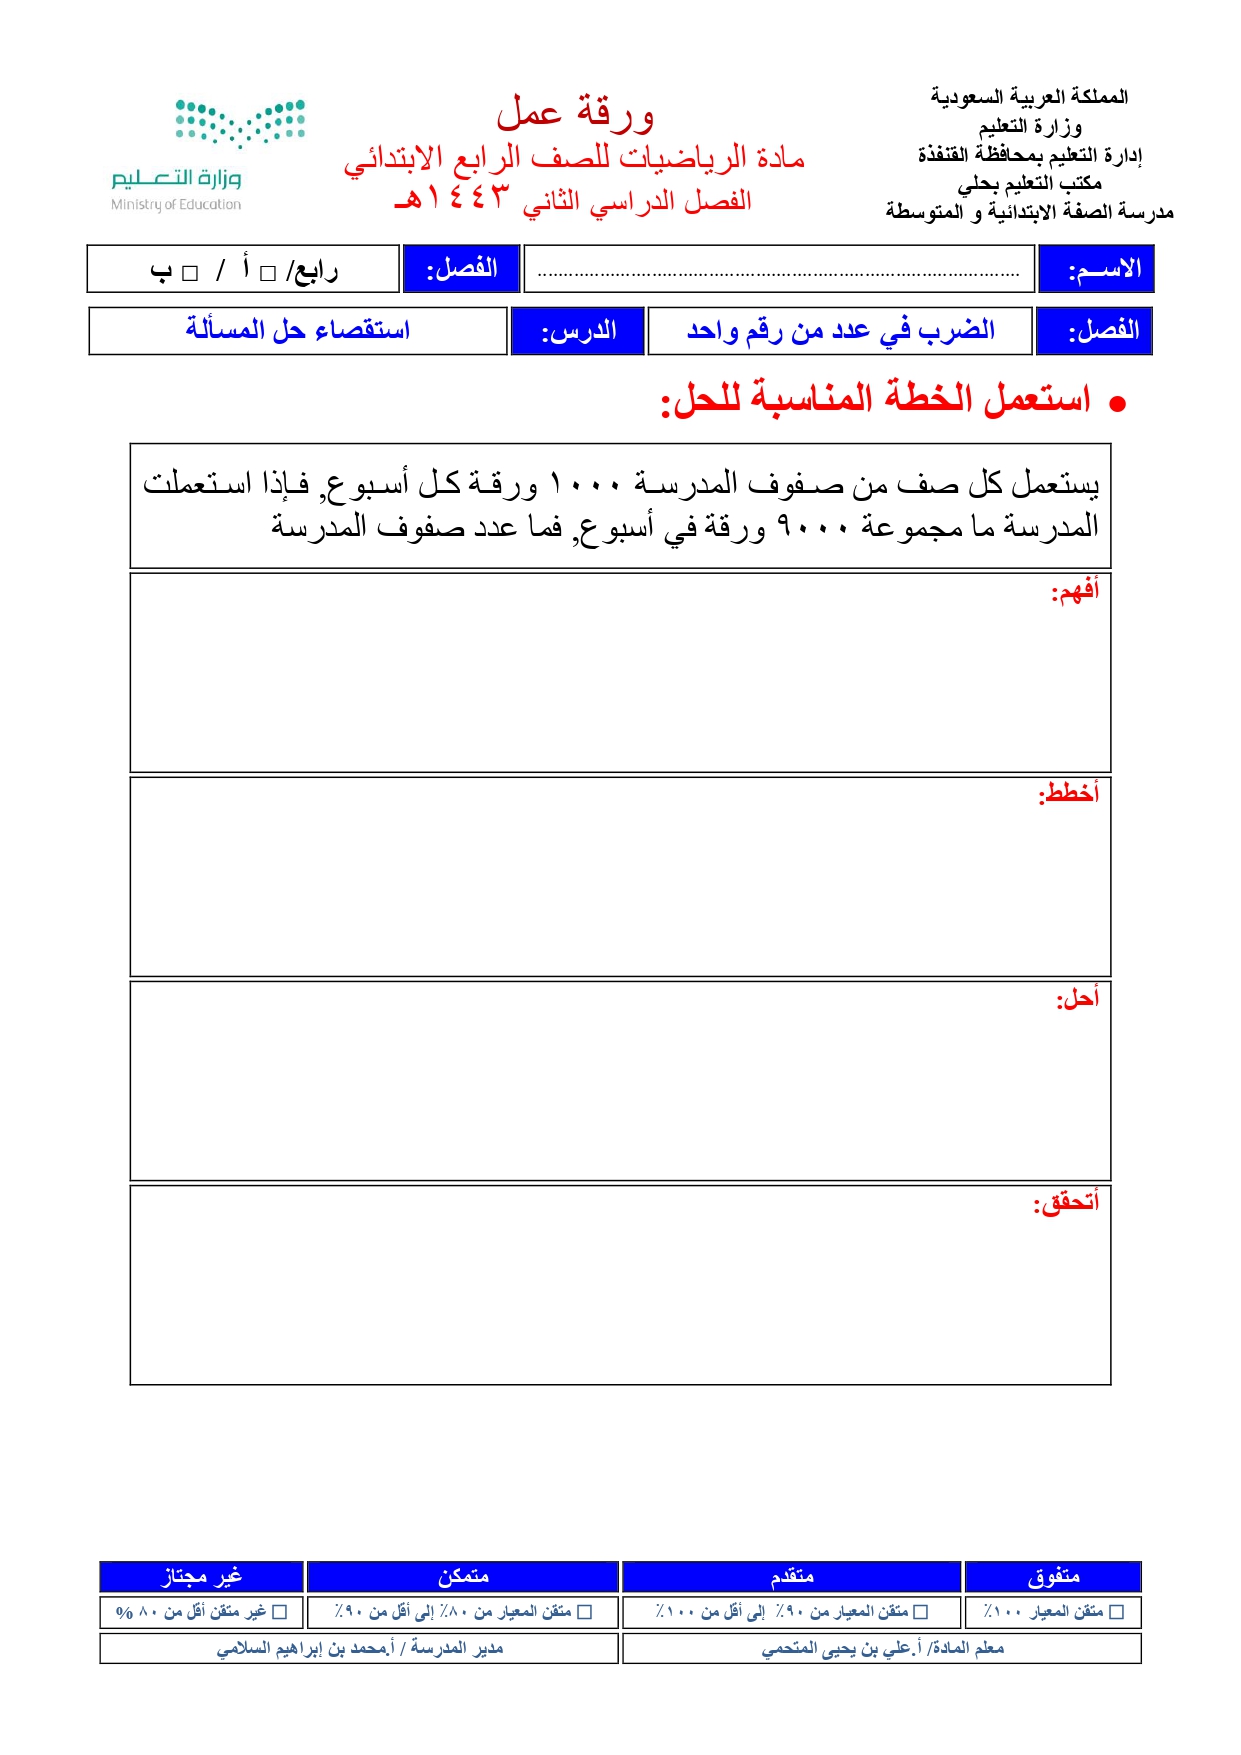 المملكة العربية السعودية
وزارة التعليم
إدارة التعليم بمحافظة القنفذة
مكتب التعليم بحلي
مدرسة الصفة الابتدائية و المتوسطة
ورقة عمل
مادة الرياضيات للصف الرابع الابتدائي
الفصل الدراسي الثاني ١٤٤٣هـ
وزارة التعـــليم
Ministry of Education
الاســم: ............................................................................................ الفصل: رابع/ □ أ / □ ب
الفصل: الضرب في عدد من رقم واحد الدرس: استقصاء حل المسألة
• استعمل الخطة المناسبة للحل:
يستعمل كل صف من صفوف المدرسة ١٠٠٠ ورقة كل أسبوع, فإذا استعملت
المدرسة ما مجموعة ٩٠٠٠ ورقة في أسبوع, فما عدد صفوف المدرسة
أفهم:
أخطط:
أحل:
أتحقق:
متفوق متقدم متمكن غير مجتاز
□ متقن المعيار ١٠٠٪ □ متقن المعيار من ٩٠٪ إلى أقل من ١٠٠٪ □ متقن المعيار من ٨٠٪ إلى أقل من ٩٠٪ □ غير متقن أقل من ٨٠ %
معلم المادة/ أ.علي بن يحيى المتحمي مدير المدرسة / أ.محمد بن إبراهيم السلامي